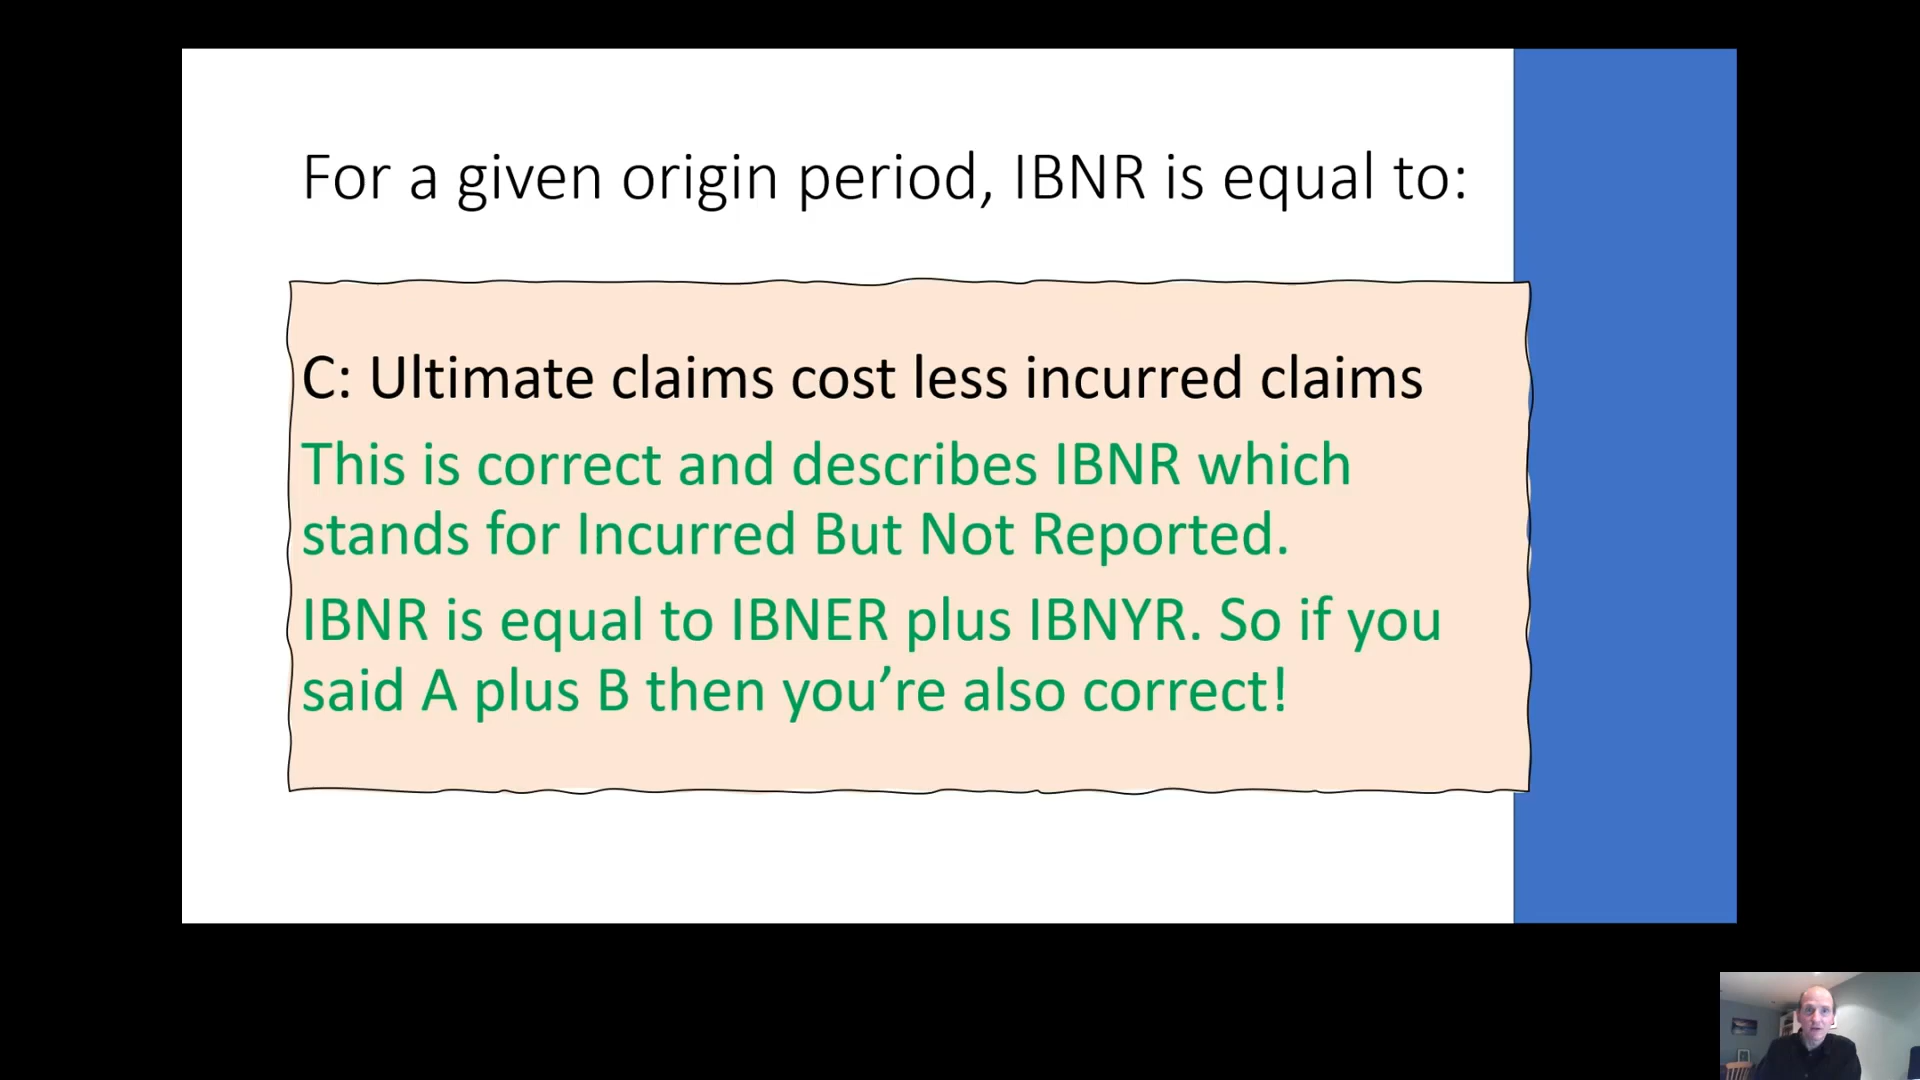 For a given origin period, IBNR is equal to:
C: Ultimate claims cost less incurred claims
This is correct and describes IBNR which
stands for Incurred But Not Reported.
IBNR is equal to IBNER plus IBNYR. So if you
said A plus B then you’re also correct!